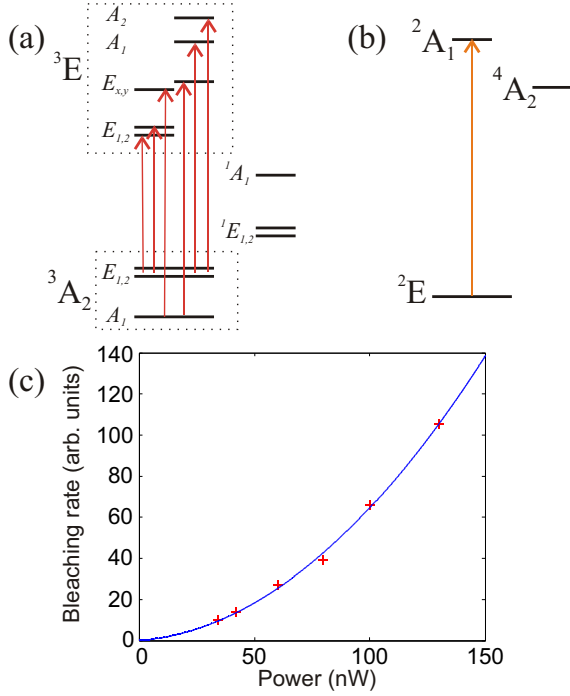 (a)
A₂
A₁
³E
Eₓ,ᵧ
E₁,₂
¹A₁
¹E₁,₂
³A₂
E₁,₂
A₁
(b)
²A₁
⁴A₂
²E
(c)
140
120
100
80
60
40
20
0
Bleaching rate (arb. units)
0 50 100 150
Power (nW)